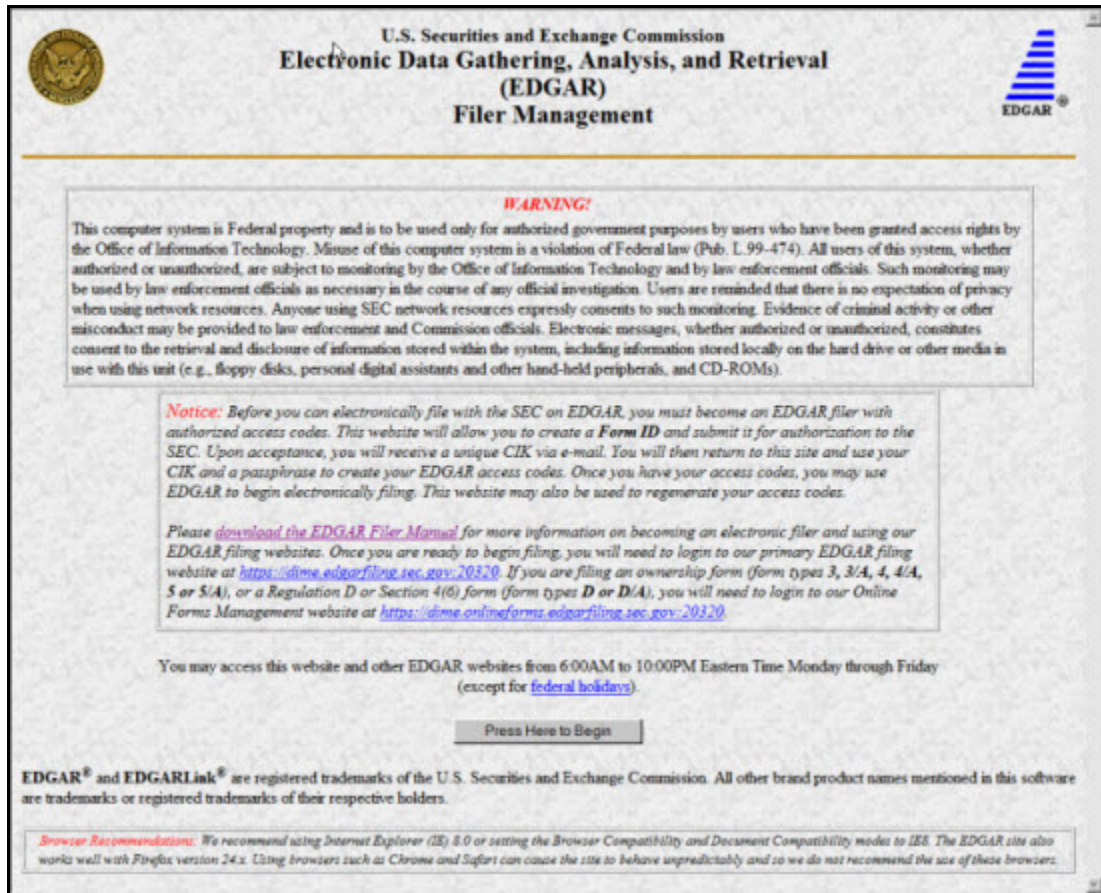 U.S. Securities and Exchange Commission
Electronic Data Gathering, Analysis, and Retrieval
(EDGAR)
Filer Management
EDGAR ®
WARNING!
This computer system is Federal property and is to be used only for authorized government purposes by users who have been granted access rights by
the Office of Information Technology. Misuse of this computer system is a violation of Federal law (Pub. L.99-474). All users of this system, whether
authorized or unauthorized, are subject to monitoring by the Office of Information Technology and by law enforcement officials. Such monitoring may
be used by law enforcement officials as necessary in the course of any official investigation. Users are reminded that there is no expectation of privacy
when using network resources. Anyone using SEC network resources expressly consents to such monitoring. Evidence of criminal activity or other
misconduct may be provided to law enforcement and Commission officials. Electronic messages, whether authorized or unauthorized, constitutes
consent to the retrieval and disclosure of information stored within the system, including information stored locally on the hard drive or other media in
use with this unit (e.g., floppy disks, personal digital assistants and other hand-held peripherals, and CD-ROMs).
Notice: Before you can electronically file with the SEC on EDGAR, you must become an EDGAR filer with
authorized access codes. This website will allow you to create a Form ID and submit it for authorization to the
SEC. Upon acceptance, you will receive a unique CIK via e-mail. You will then return to this site and use your
CIK and a passphrase to create your EDGAR access codes. Once you have your access codes, you may use
EDGAR to begin electronically filing. This website may also be used to regenerate your access codes.
Please download the EDGAR Filer Manual for more information on becoming an electronic filer and using our
EDGAR filing websites. Once you are ready to begin filing, you will need to login to our primary EDGAR filing
website at https://dime.edgarfiling.sec.gov:20320. If you are filing an ownership form (form types 3, 3/A, 4, 4/A,
5 or 5/A), or a Regulation D or Section 4(6) form (form types D or D/A), you will need to login to our Online
Forms Management website at https://dime.onlineforms.edgarfiling.sec.gov:20320.
You may access this website and other EDGAR websites from 6:00AM to 10:00PM Eastern Time Monday through Friday
(except for federal holidays).
Press Here to Begin
EDGAR® and EDGARLink® are registered trademarks of the U.S. Securities and Exchange Commission. All other brand product names mentioned in this software
are trademarks or registered trademarks of their respective holders.
Browser Recommendations: We recommend using Internet Explorer (IE) 8.0 or setting the Browser Compatibility and Document Compatibility modes to IE8. The EDGAR site also
works well with Firefox version 24.x. Using browsers such as Chrome and Safari can cause the site to behave unpredictably and so we do not recommend the use of these browsers.